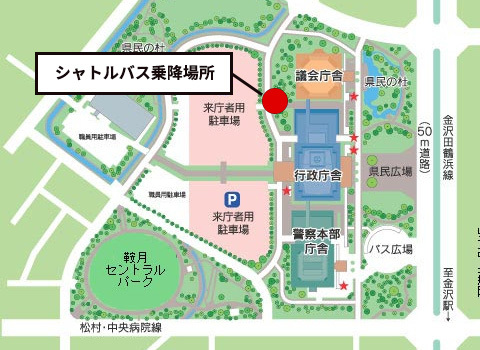 県民の杜
シャトルバス乗降場所
議会庁舎
県民の杜
来庁者用
駐車場
職員用駐車場
金沢田鶴浜線
(50m道路)
行政庁舎
県民広場
職員用駐車場
P
来庁者用
駐車場
警察本部
庁舎
バス広場
鞍月
セントラル
パーク
至金沢駅→
松村・中央病院線